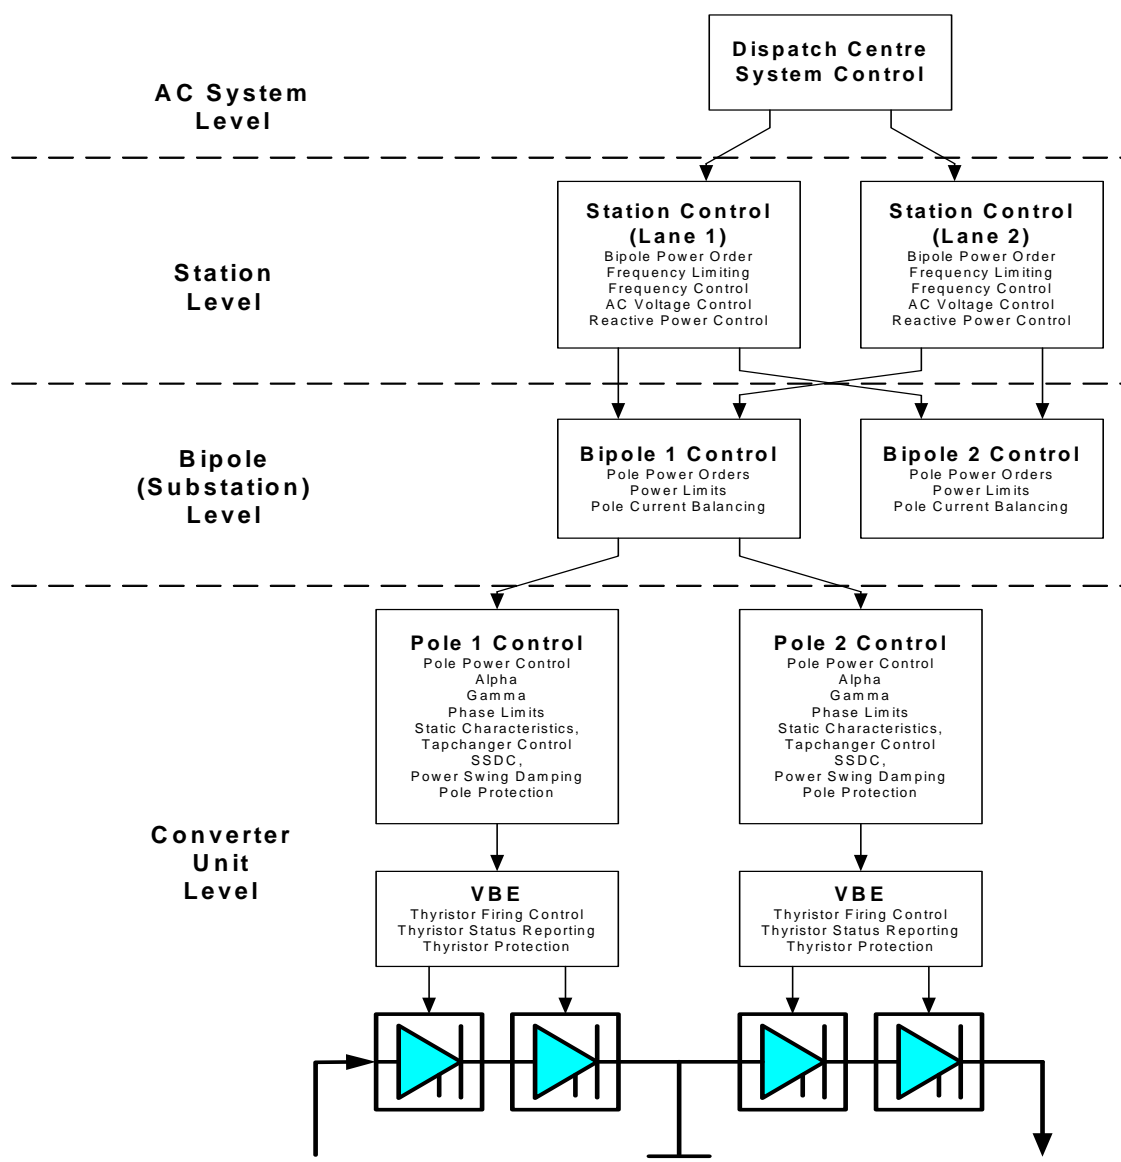 Dispatch Centre
System Control
AC System
Level
Station Control
(Lane 1)
Bipole Power Order
Frequency Limiting
Frequency Control
AC Voltage Control
Reactive Power Control
Station Control
(Lane 2)
Bipole Power Order
Frequency Limiting
Frequency Control
AC Voltage Control
Reactive Power Control
Station
Level
Bipole 1 Control
Pole Power Orders
Power Limits
Pole Current Balancing
Bipole 2 Control
Pole Power Orders
Power Limits
Pole Current Balancing
Bipole
(Substation)
Level
Pole 1 Control
Pole Power Control
Alpha
Gamma
Phase Limits
Static Characteristics,
Tapchanger Control
SSDC,
Power Swing Damping
Pole Protection
Pole 2 Control
Pole Power Control
Alpha
Gamma
Phase Limits
Static Characteristics,
Tapchanger Control
SSDC,
Power Swing Damping
Pole Protection
Converter
Unit
Level
VBE
Thyristor Firing Control
Thyristor Status Reporting
Thyristor Protection
VBE
Thyristor Firing Control
Thyristor Status Reporting
Thyristor Protection